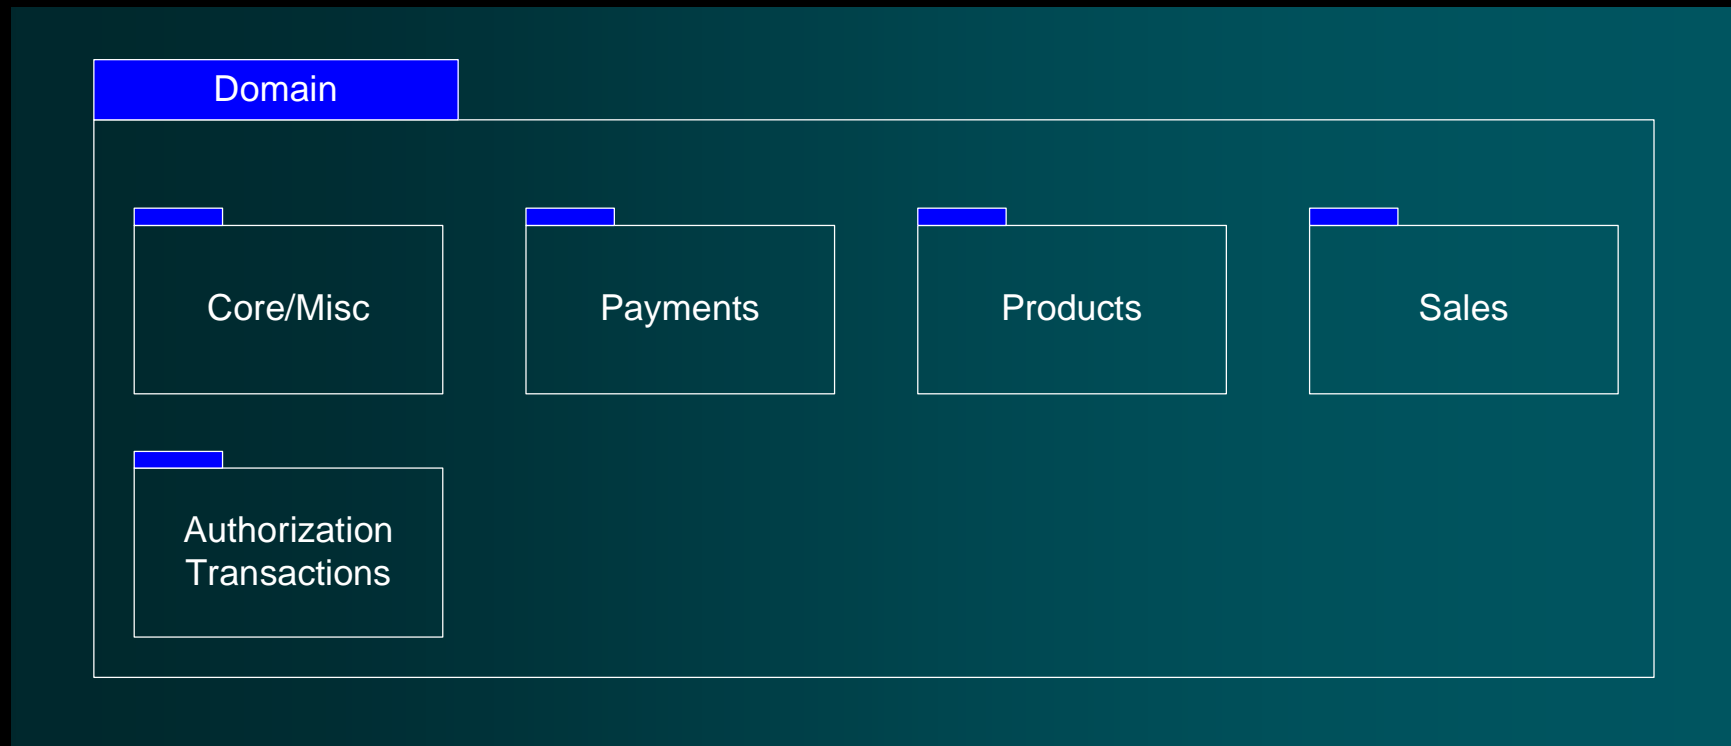 Domain
Core/Misc
Payments
Products
Sales
Authorization
Transactions